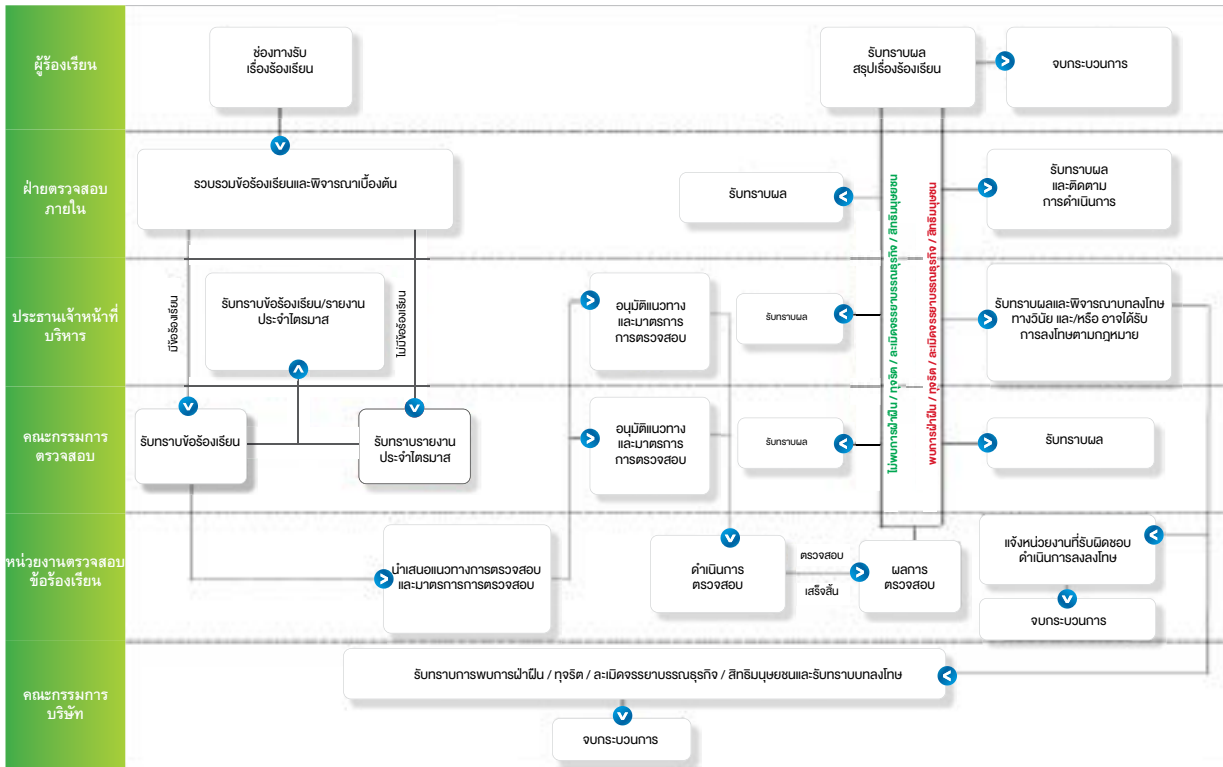 ผู้ร้องเรียน
ช่องทางรับ
เรื่องร้องเรียน
รับทราบผล
สรุปเรื่องร้องเรียน
จบกระบวนการ
ฝ่ายตรวจสอบ
ภายใน
รวบรวมข้อร้องเรียนและพิจารณาเบื้องต้น
รับทราบผล
รับทราบผล
และติดตาม
การดำเนินการ
ไม่พบการฝ่าฝืน / ทุจริต / ละเมิดจรรยาบรรณธุรกิจ / สิทธิมนุษยชน
พบการฝ่าฝืน / ทุจริต / ละเมิดจรรยาบรรณธุรกิจ / สิทธิมนุษยชน
ประธานเจ้าหน้าที่
บริหาร
มีข้อร้องเรียน
รับทราบข้อร้องเรียน/รายงาน
ประจำไตรมาส
ไม่มีข้อร้องเรียน
อนุมัติแนวทาง
และมาตรการ
การตรวจสอบ
รับทราบผล
รับทราบผลและพิจารณาบทลงโทษ
ทางวินัย และ/หรือ อาจได้รับ
การลงโทษตามกฎหมาย
คณะกรรมการ
ตรวจสอบ
รับทราบข้อร้องเรียน
รับทราบรายงาน
ประจำไตรมาส
อนุมัติแนวทาง
และมาตรการ
การตรวจสอบ
รับทราบผล
รับทราบผล
หน่วยงานตรวจสอบ
ข้อร้องเรียน
นำเสนอแนวทางการตรวจสอบ
และมาตรการการตรวจสอบ
ดำเนินการ
ตรวจสอบ
ตรวจสอบ
เสร็จสิ้น
ผลการ
ตรวจสอบ
แจ้งหน่วยงานที่รับผิดชอบ
ดำเนินการลงลงโทษ
จบกระบวนการ
คณะกรรมการ
บริษัท
รับทราบการพบการฝ่าฝืน / ทุจริต / ละเมิดจรรยาบรรณธุรกิจ / สิทธิมนุษยชนและรับทราบบทลงโทษ
จบกระบวนการ